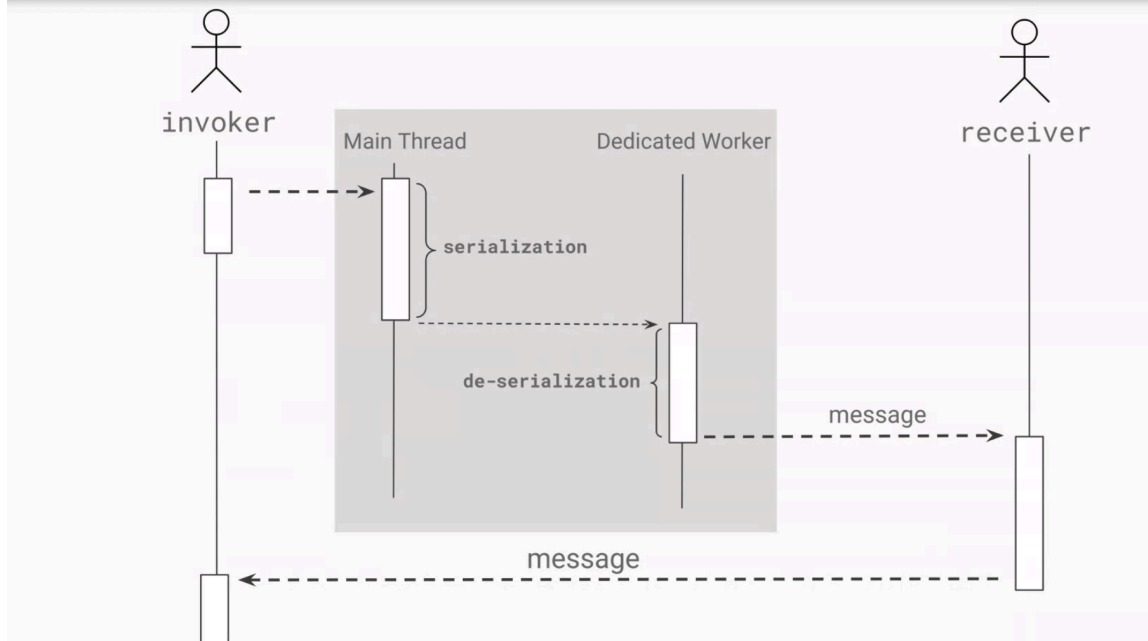 invoker
receiver
Main Thread
Dedicated Worker
serialization
de-serialization
message
message